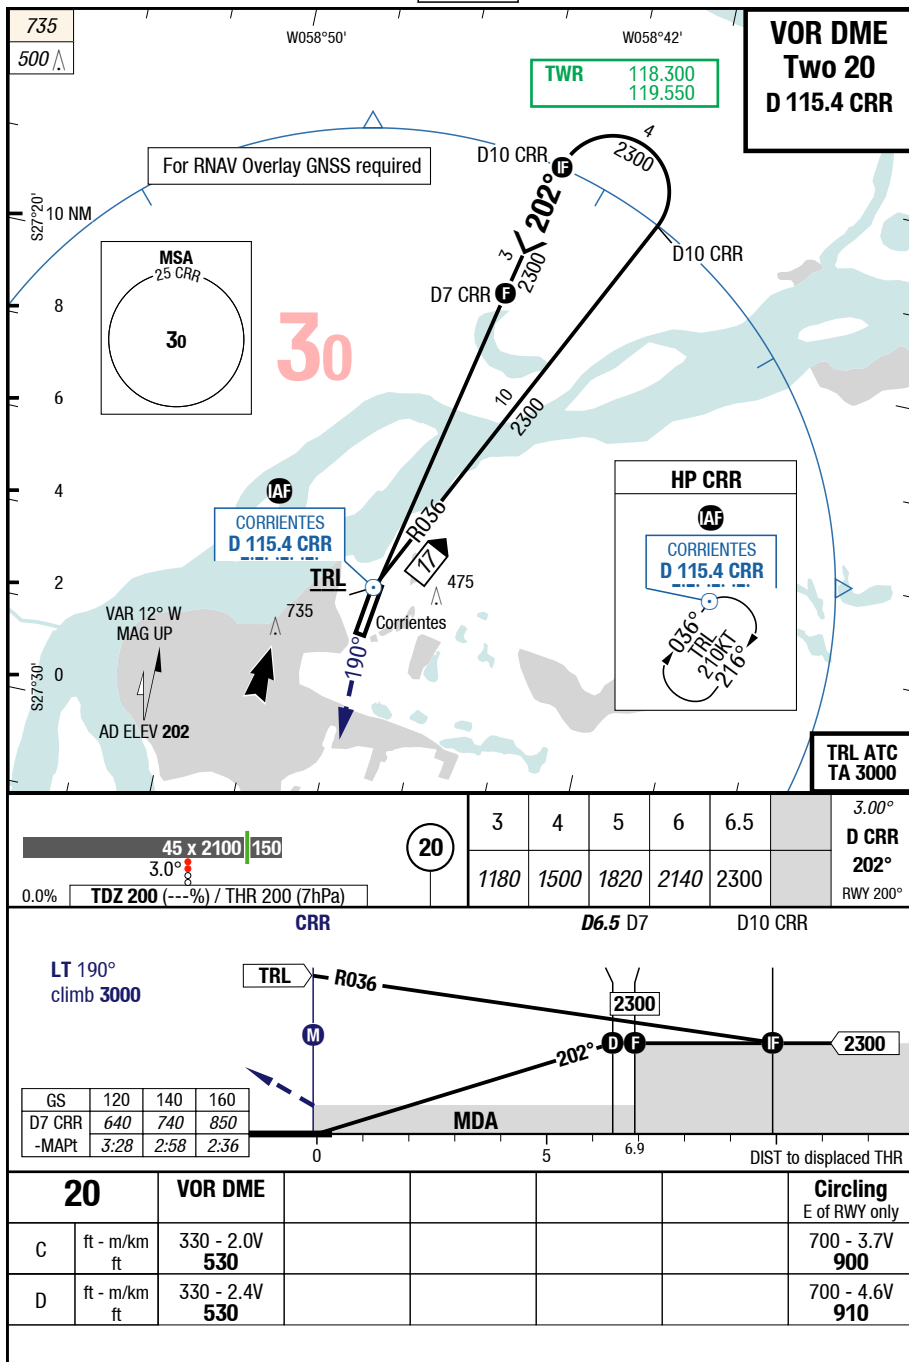 735
500
W058°50'
W058°42'
VOR DME
Two 20
D 115.4 CRR
TWR 118.300
119.550
For RNAV Overlay GNSS required
D10 CRR
IF
4
2300
202°
3
2300
D7 CRR
F
D10 CRR
S27°20'
10 NM
8
6
4
2
0
S27°30'
MSA
25 CRR
30
30
10
2300
IAF
CORRIENTES
D 115.4 CRR
R036
17
TRL
475
735
Corrientes
190°
VAR 12° W
MAG UP
AD ELEV 202
HP CRR
IAF
CORRIENTES
D 115.4 CRR
036°
TRL
210KT
216°
TRL ATC
TA 3000
45 x 2100 150
3.0°
0.0% TDZ 200 (---%) / THR 200 (7hPa)
20
3 4 5 6 6.5
1180 1500 1820 2140 2300
3.00°
D CRR
202°
RWY 200°
CRR
D6.5 D7
D10 CRR
LT 190°
climb 3000
TRL
R036
2300
M
202°
D
F
IF
2300
MDA
GS 120 140 160
D7 CRR 640 740 850
-MAPt 3:28 2:58 2:36
0 5 6.9
DIST to displaced THR
20 VOR DME Circling
E of RWY only
C ft - m/km 330 - 2.0V 700 - 3.7V
ft 530 900
D ft - m/km 330 - 2.4V 700 - 4.6V
ft 530 910